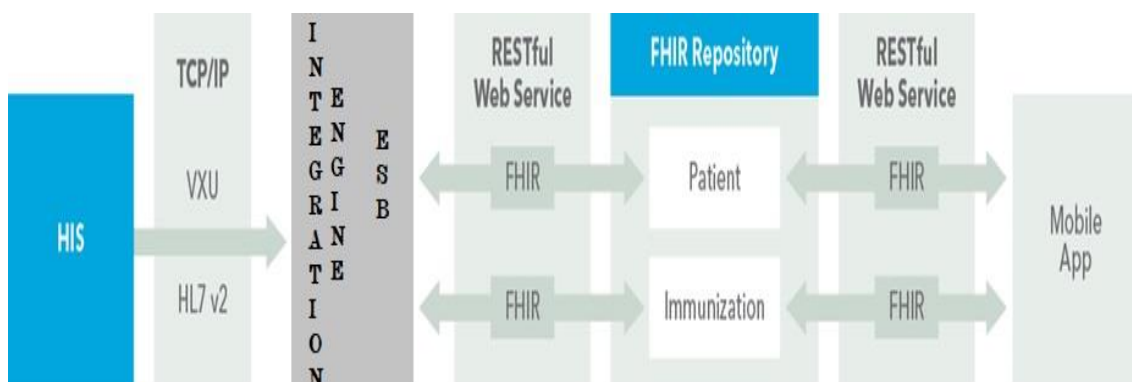 HIS
TCP/IP
VXU
HL7 v2
INTEGRATION
ENGINE
ESB
RESTful
Web Service
FHIR
FHIR
FHIR Repository
Patient
Immunization
RESTful
Web Service
FHIR
FHIR
Mobile
App